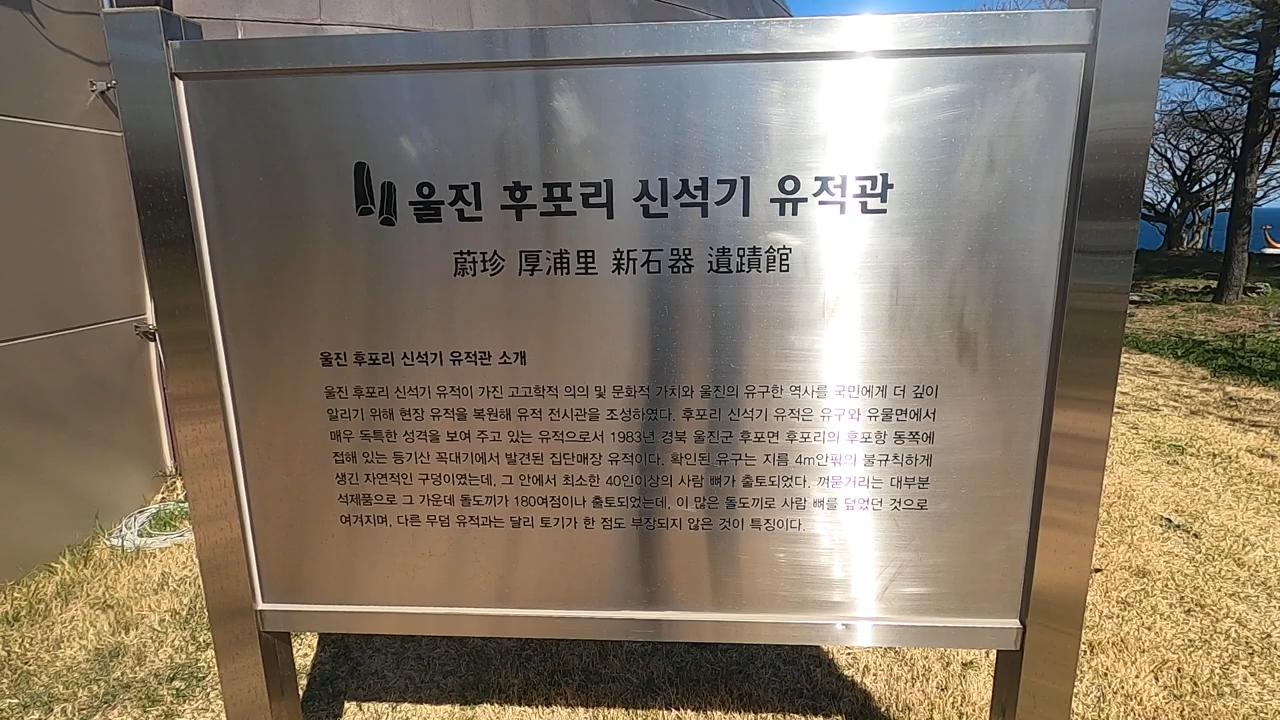 울진 후포리 신석기 유적관
蔚珍 厚浦里 新石器 遺蹟館
울진 후포리 신석기 유적관 소개
울진 후포리 신석기 유적이 가진 고고학적 의의 및 문화적 가치와 울진의 유구한 역사를 국민에게 더 깊이
알리기 위해 현장 유적을 복원해 유적 전시관을 조성하였다. 후포리 신석기 유적은 유구와 유물면에서
매우 독특한 성격을 보여 주고 있는 유적으로서 1983년 경북 울진군 후포면 후포리의 후포항 동쪽에
접해 있는 등기산 꼭대기에서 발견된 집단매장 유적이다. 확인된 유구는 지름 4m안팎의 불규칙하게
생긴 자연적인 구덩이였는데, 그 안에서 최소한 40인이상의 사람 뼈가 출토되었다. 껴묻거리는 대부분
석제품으로 그 가운데 돌도끼가 180여점이나 출토되었는데, 이 많은 돌도끼로 사람 뼈를 덮었던 것으로
여겨지며, 다른 무덤 유적과는 달리 토기가 한 점도 부장되지 않은 것이 특징이다.